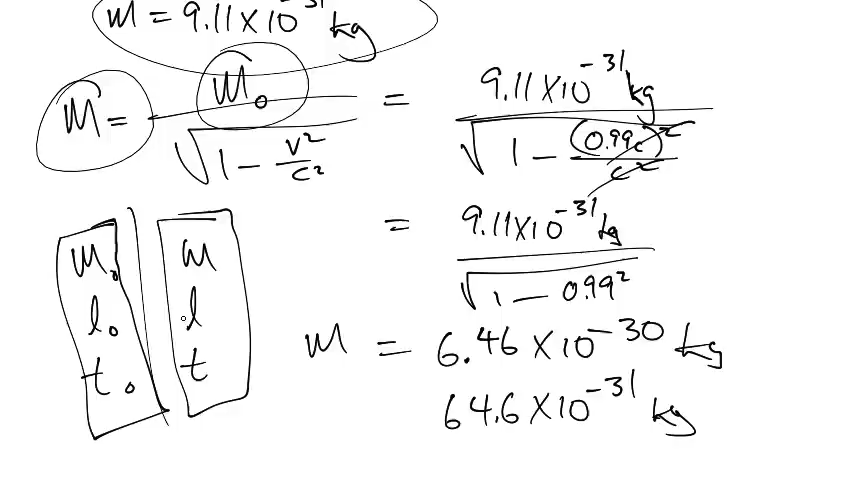 m = 9.11 × 10⁻³¹ kg
m = m₀ / √(1 − v²/c²) = 9.11 × 10⁻³¹ kg / √(1 − (0.99c)²/c²)
= 9.11 × 10⁻³¹ kg / √(1 − 0.99²)
m₀ m
l₀ l
t₀ t
m = 6.46 × 10⁻³⁰ kg
64.6 × 10⁻³¹ kg